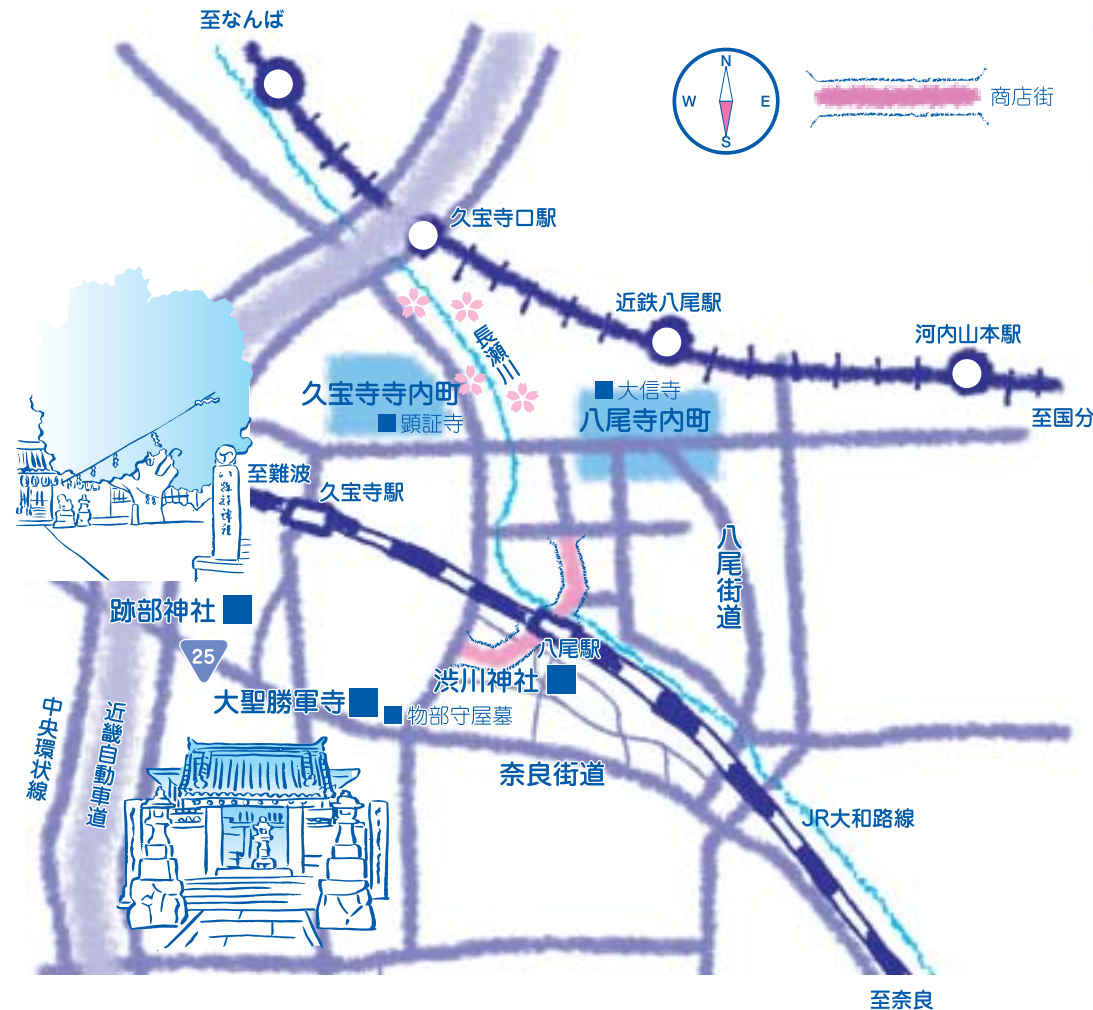 至なんば
N
W
E
S
商店街
久宝寺口駅
近鉄八尾駅
河内山本駅
至国分
長瀬川
久宝寺寺内町
顕証寺
大信寺
八尾寺内町
至難波
久宝寺駅
八尾街道
跡部神社
25
八尾駅
渋川神社
大聖勝軍寺
物部守屋墓
中央環状線
近畿自動車道
奈良街道
JR大和路線
至奈良